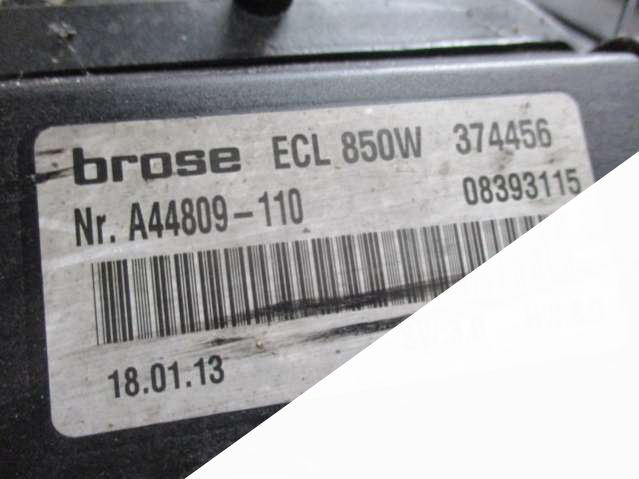 brose ECL 850W 374456
Nr. A44809-110 08393115
18.01.13